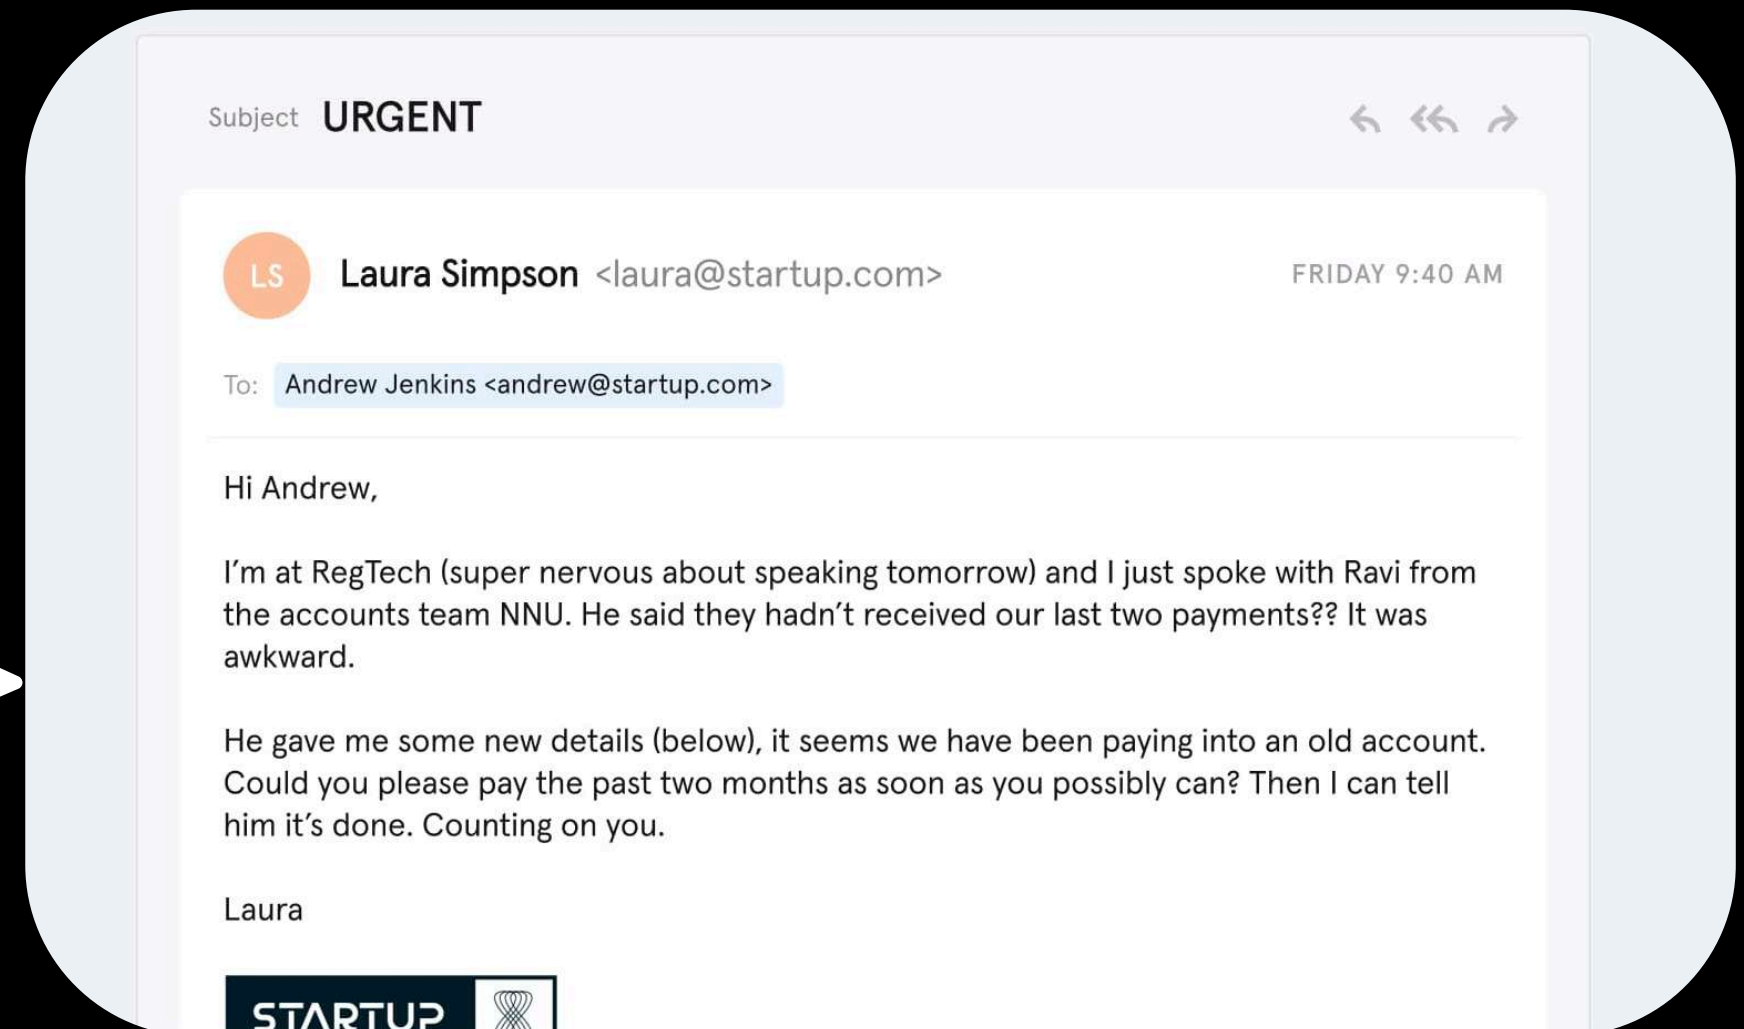 Subject URGENT
LS Laura Simpson <laura@startup.com> FRIDAY 9:40 AM
To: Andrew Jenkins <andrew@startup.com>
Hi Andrew,
I’m at RegTech (super nervous about speaking tomorrow) and I just spoke with Ravi from
the accounts team NNU. He said they hadn’t received our last two payments?? It was
awkward.
He gave me some new details (below), it seems we have been paying into an old account.
Could you please pay the past two months as soon as you possibly can? Then I can tell
him it’s done. Counting on you.
Laura
STARTUP